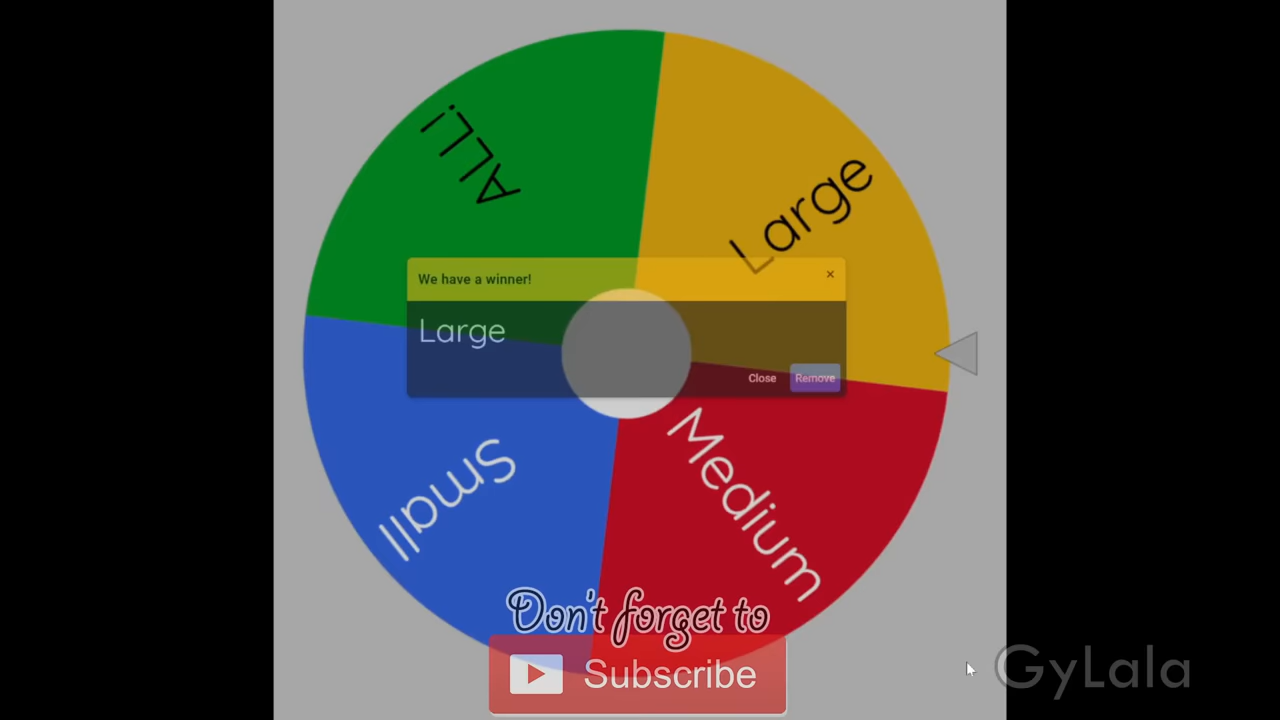 ALL!
Large
We have a winner!
×
Large
Close
Remove
Small
Medium
Don't forget to
Subscribe
GyLala